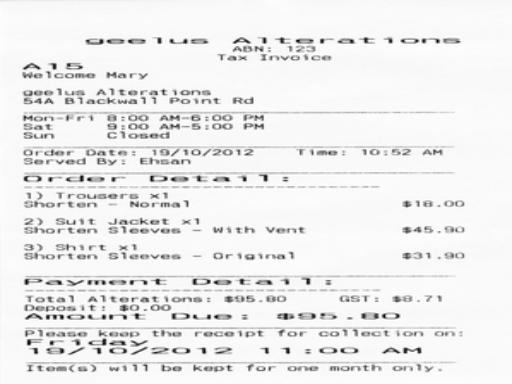 geelus Alterations
ABN: 123
Tax Invoice
A15
Welcome Mary
geelus Alterations
54A Blackwall Point Rd
Mon-Fri 8:00 AM-6:00 PM
Sat 9:00 AM-5:00 PM
Sun Closed
Order Date: 19/10/2012 Time: 10:52 AM
Served By: Ehsan
Order Detail:
1) Trousers x1
Shorten - Normal $18.00
2) Suit Jacket x1
Shorten Sleeves - With Vent $45.90
3) Shirt x1
Shorten Sleeves - Original $31.90
Payment Detail:
Total Alterations: $95.80 GST: $8.71
Deposit: $0.00
Amount Due: $95.80
Please keep the receipt for collection on:
Friday
19/10/2012 11:00 AM
Item(s) will be kept for one month only.